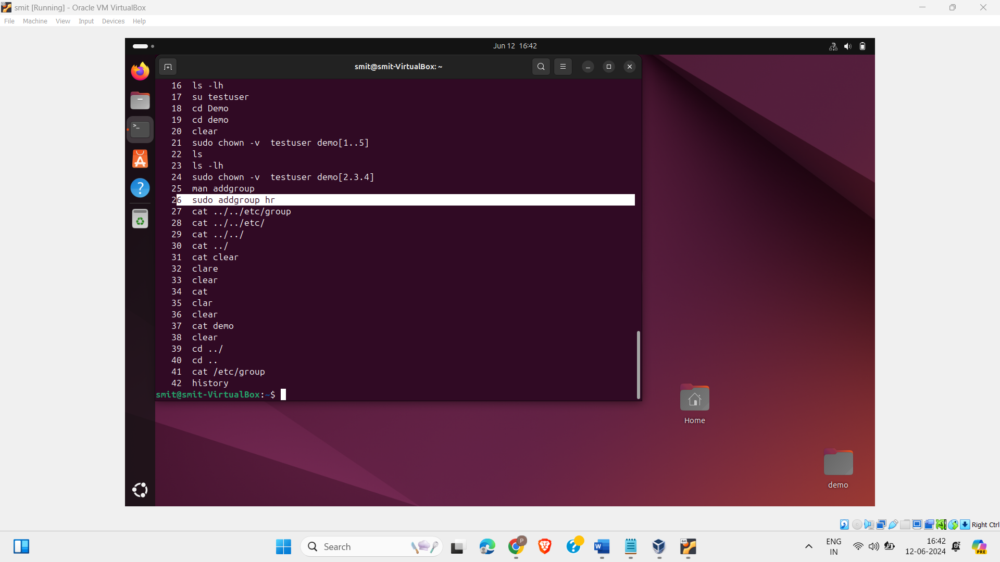 smit [Running] - Oracle VM VirtualBox
File Machine View Input Devices Help
Jun 12 16:42
smit@smit-VirtualBox: ~
16 ls -lh
17 su testuser
18 cd Demo
19 cd demo
20 clear
21 sudo chown -v  testuser demo[1..5]
22 ls
23 ls -lh
24 sudo chown -v  testuser demo[2.3.4]
25 man addgroup
26 sudo addgroup hr
27 cat ../../etc/group
28 cat ../../etc/
29 cat ../../
30 cat ../
31 cat clear
32 clare
33 clear
34 cat
35 clar
36 clear
37 cat demo
38 clear
39 cd ../
40 cd ..
41 cat /etc/group
42 history
smit@smit-VirtualBox:~$
Home
demo
Right Ctrl
Search
ENG
IN
16:42
12-06-2024
PRE